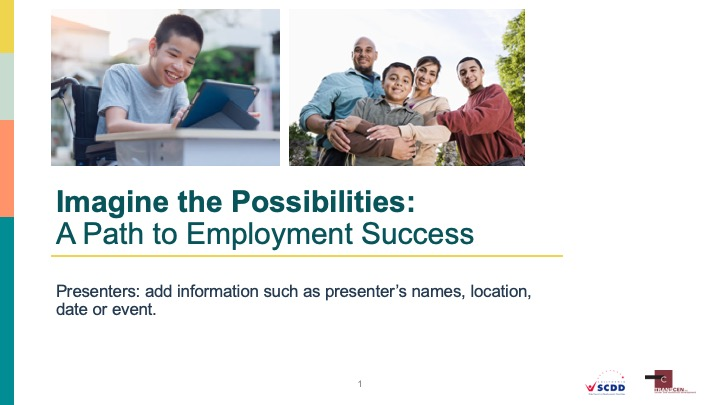 Imagine the Possibilities:
A Path to Employment Success
Presenters: add information such as presenter’s names, location,
date or event.
1
SCDD
C